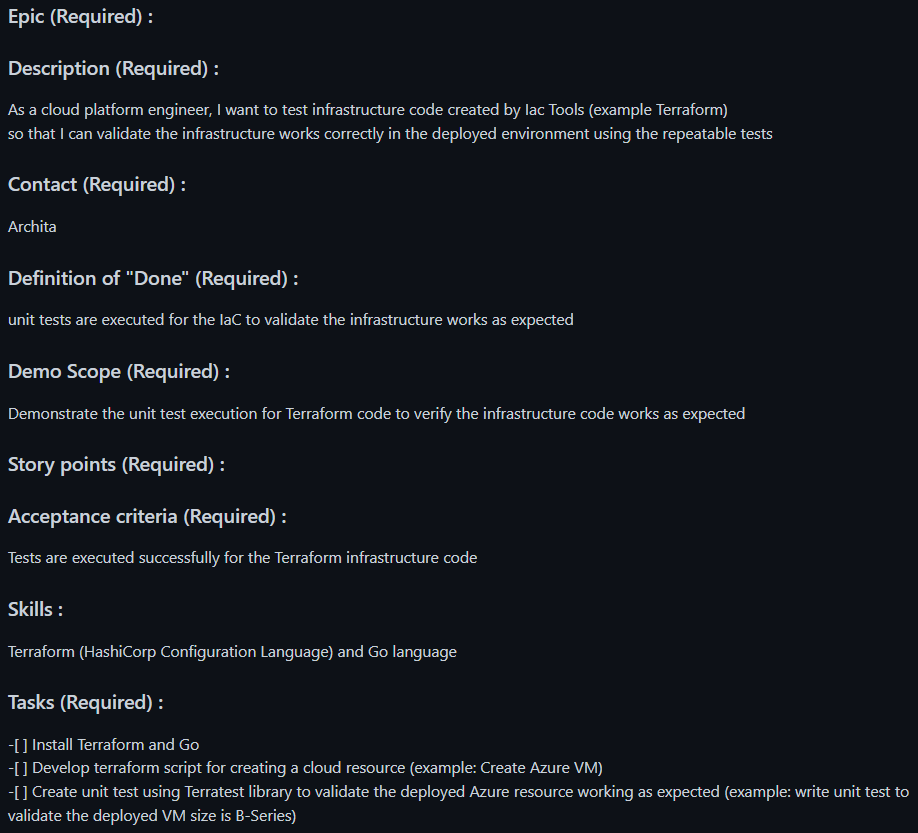 Epic (Required) :
Description (Required) :
As a cloud platform engineer, I want to test infrastructure code created by Iac Tools (example Terraform)
so that I can validate the infrastructure works correctly in the deployed environment using the repeatable tests
Contact (Required) :
Archita
Definition of "Done" (Required) :
unit tests are executed for the IaC to validate the infrastructure works as expected
Demo Scope (Required) :
Demonstrate the unit test execution for Terraform code to verify the infrastructure code works as expected
Story points (Required) :
Acceptance criteria (Required) :
Tests are executed successfully for the Terraform infrastructure code
Skills :
Terraform (HashiCorp Configuration Language) and Go language
Tasks (Required) :
-[ ] Install Terraform and Go
-[ ] Develop terraform script for creating a cloud resource (example: Create Azure VM)
-[ ] Create unit test using Terratest library to validate the deployed Azure resource working as expected (example: write unit test to
validate the deployed VM size is B-Series)